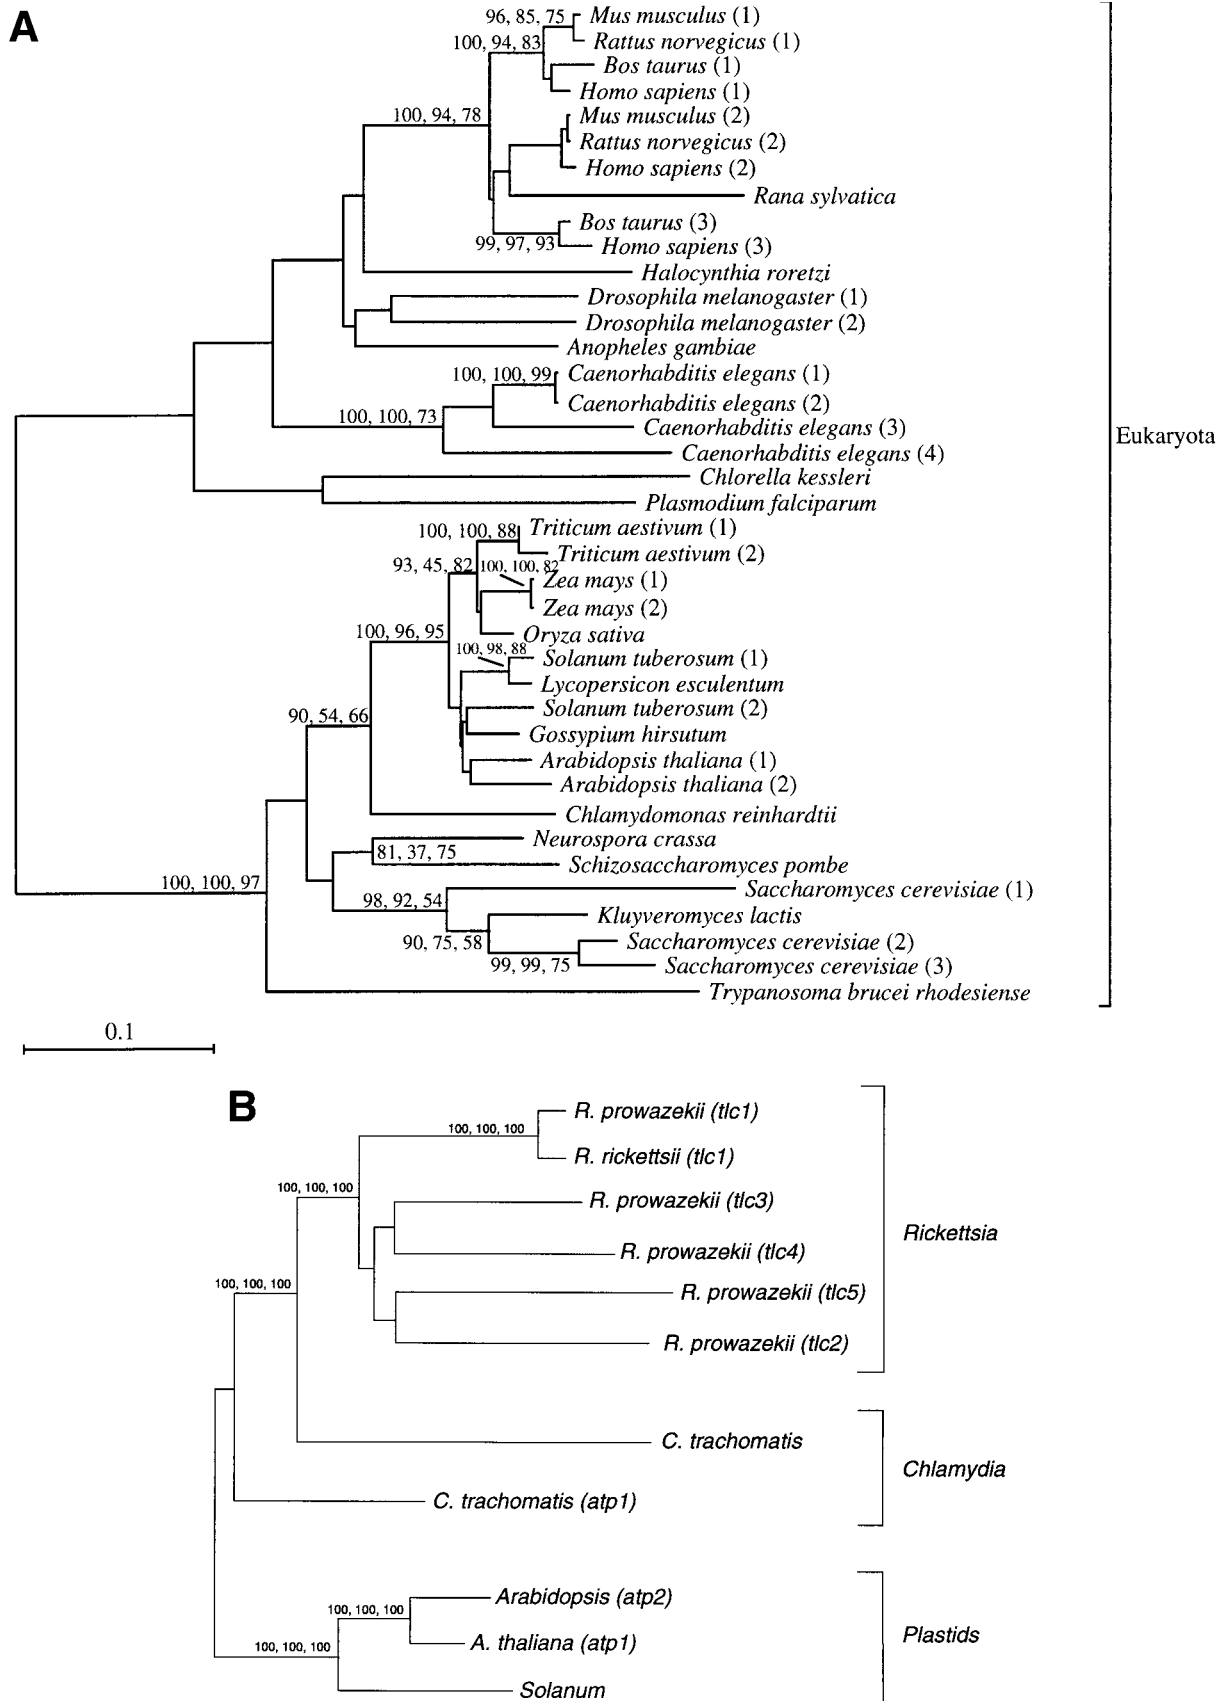 A
96, 85, 75
Mus musculus (1)
100, 94, 83
Rattus norvegicus (1)
Bos taurus (1)
Homo sapiens (1)
100, 94, 78
Mus musculus (2)
Rattus norvegicus (2)
Homo sapiens (2)
Rana sylvatica
Bos taurus (3)
99, 97, 93
Homo sapiens (3)
Halocynthia roretzi
Drosophila melanogaster (1)
Drosophila melanogaster (2)
Anopheles gambiae
100, 100, 99
Caenorhabditis elegans (1)
Caenorhabditis elegans (2)
100, 100, 73
Caenorhabditis elegans (3)
Eukaryota
Caenorhabditis elegans (4)
Chlorella kessleri
Plasmodium falciparum
100, 100, 88
Triticum aestivum (1)
Triticum aestivum (2)
93, 45, 82
100, 100, 82
Zea mays (1)
Zea mays (2)
100, 96, 95
Oryza sativa
100, 98, 88
Solanum tuberosum (1)
Lycopersicon esculentum
90, 54, 66
Solanum tuberosum (2)
Gossypium hirsutum
Arabidopsis thaliana (1)
Arabidopsis thaliana (2)
Chlamydomonas reinhardtii
Neurospora crassa
81, 37, 75
Schizosaccharomyces pombe
100, 100, 97
Saccharomyces cerevisiae (1)
98, 92, 54
Kluyveromyces lactis
90, 75, 58
Saccharomyces cerevisiae (2)
99, 99, 75
Saccharomyces cerevisiae (3)
Trypanosoma brucei rhodesiense
0.1
B
R. prowazekii (tlc1)
100, 100, 100
R. rickettsii (tlc1)
100, 100, 100
R. prowazekii (tlc3)
Rickettsia
R. prowazekii (tlc4)
100, 100, 100
R. prowazekii (tlc5)
R. prowazekii (tlc2)
C. trachomatis
Chlamydia
C. trachomatis (atp1)
Arabidopsis (atp2)
100, 100, 100
A. thaliana (atp1)
Plastids
100, 100, 100
Solanum